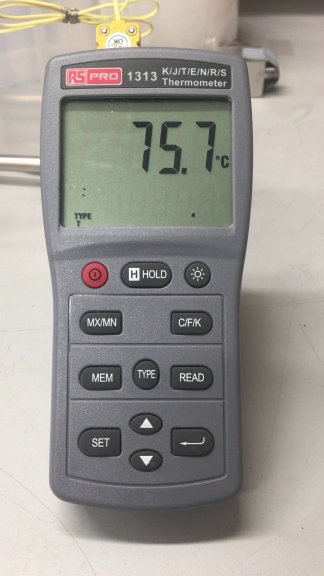 RS PRO 1313 K/J/T/E/N/R/S
Thermometer
75.7 °C
TYPE
T
H HOLD
MX/MN C/F/K
MEM TYPE READ
SET